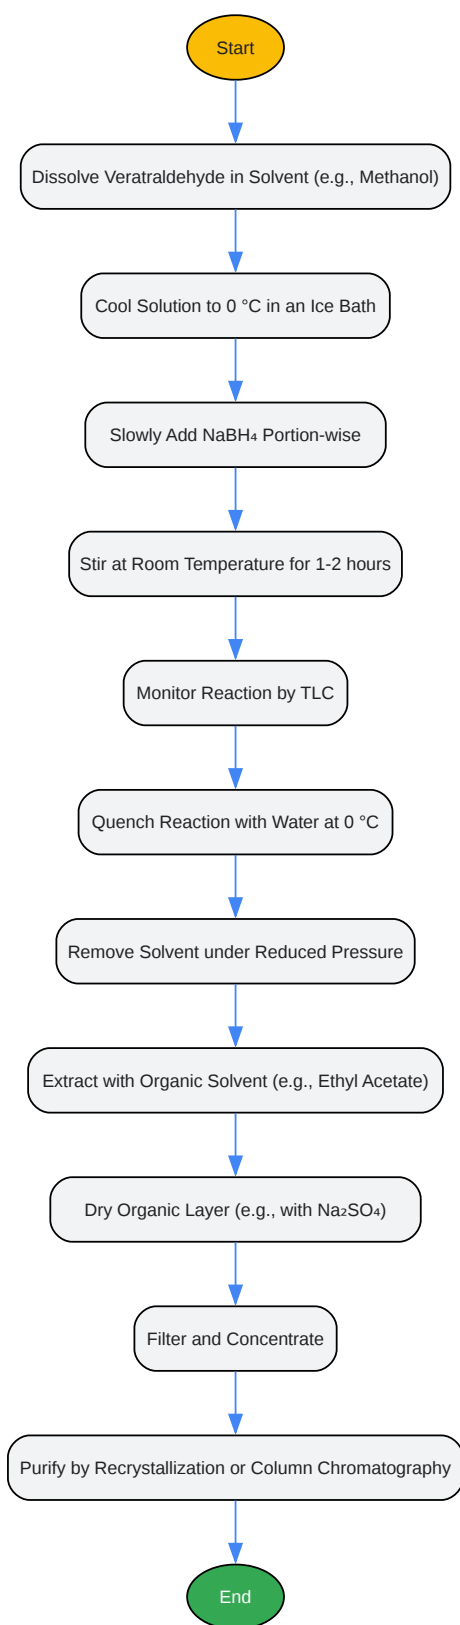 Start
Dissolve Veratraldehyde in Solvent (e.g., Methanol)
Cool Solution to 0 °C in an Ice Bath
Slowly Add NaBH₄ Portion-wise
Stir at Room Temperature for 1-2 hours
Monitor Reaction by TLC
Quench Reaction with Water at 0 °C
Remove Solvent under Reduced Pressure
Extract with Organic Solvent (e.g., Ethyl Acetate)
Dry Organic Layer (e.g., with Na₂SO₄)
Filter and Concentrate
Purify by Recrystallization or Column Chromatography
End